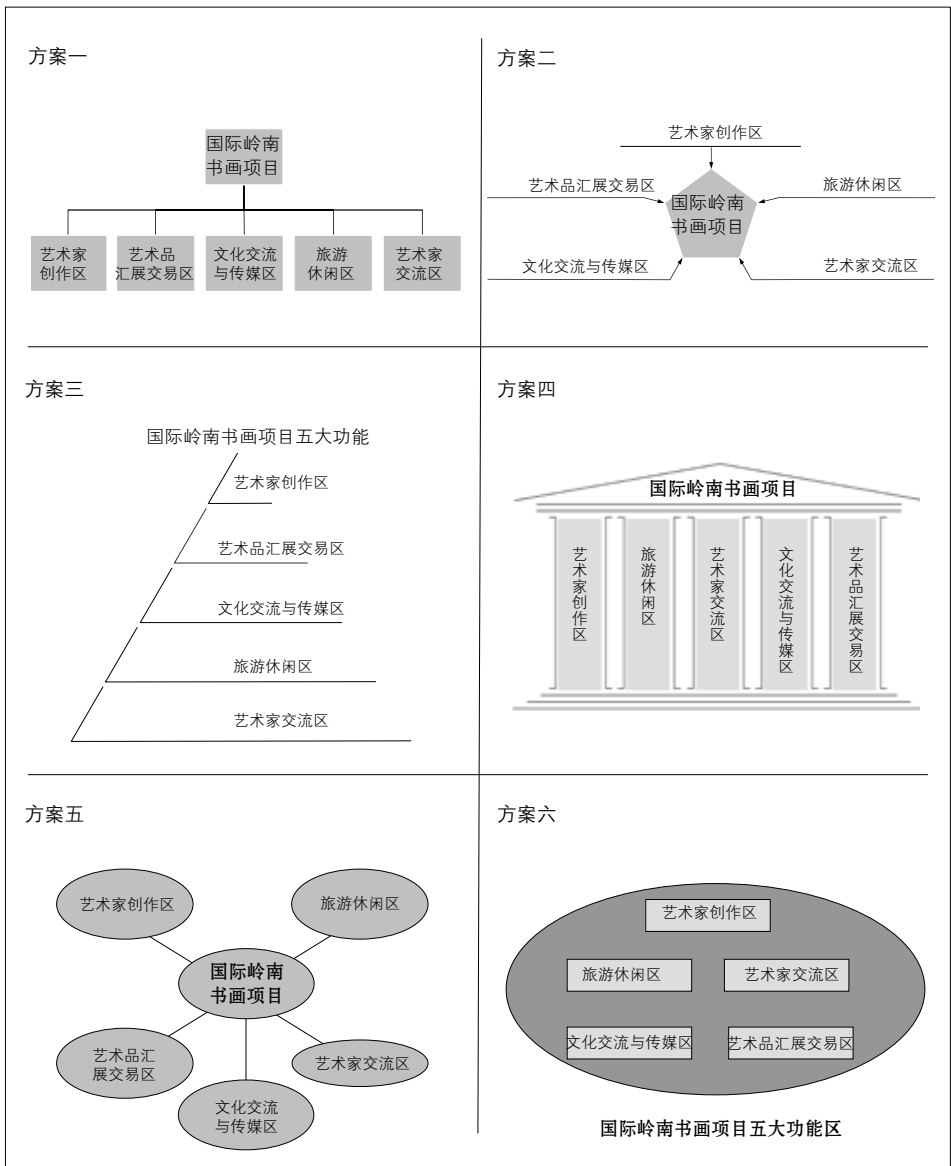 方案一
国际岭南
书画项目
艺术家
创作区
艺术品
汇展交易区
文化交流
与传媒区
旅游
休闲区
艺术家
交流区
方案二
艺术家创作区
艺术品汇展交易区
旅游休闲区
国际岭南
书画项目
文化交流与传媒区
艺术家交流区
方案三
国际岭南书画项目五大功能
艺术家创作区
艺术品汇展交易区
文化交流与传媒区
旅游休闲区
艺术家交流区
方案四
国际岭南书画项目
艺术家创作区
旅游休闲区
艺术家交流区
文化交流与传媒区
艺术品汇展交易区
方案五
艺术家创作区
旅游休闲区
国际岭南
书画项目
艺术品汇
展交易区
艺术家交流区
文化交流
与传媒区
方案六
艺术家创作区
旅游休闲区
艺术家交流区
文化交流与传媒区
艺术品汇展交易区
国际岭南书画项目五大功能区